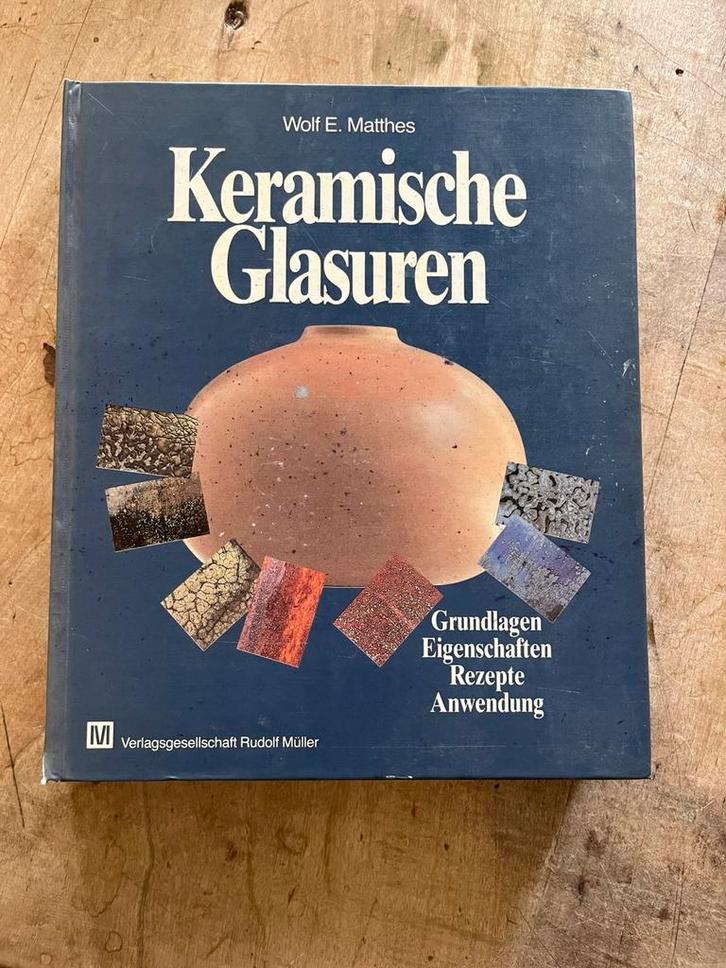 Wolf E. Matthes
Keramische
Glasuren
Grundlagen
Eigenschaften
Rezepte
Anwendung
M Verlagsgesellschaft Rudolf Müller